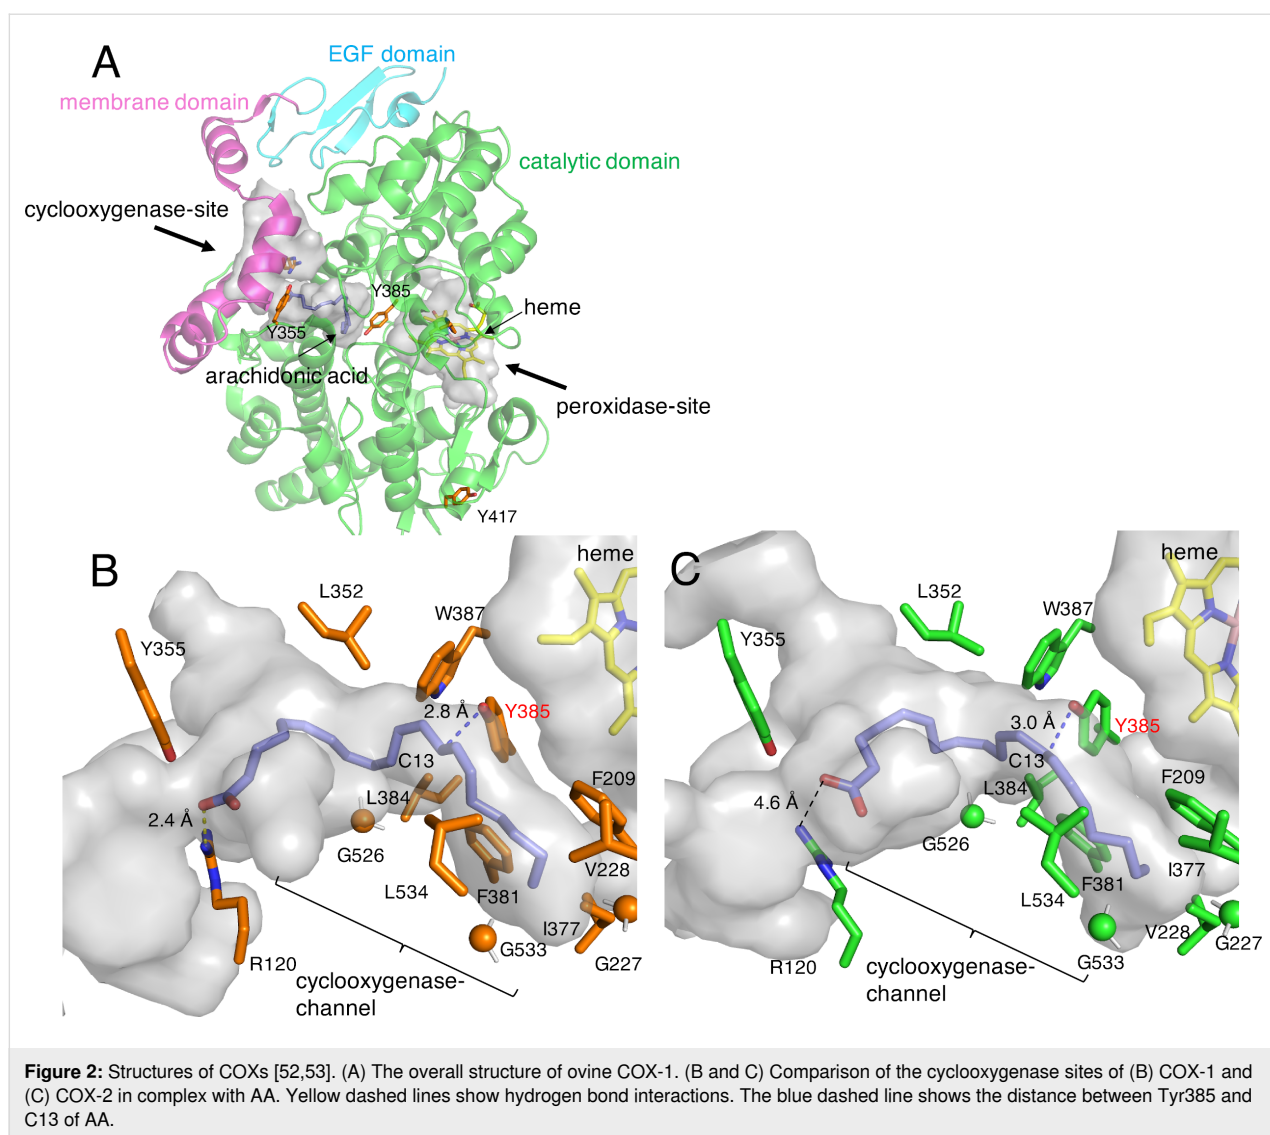 A
EGF domain
membrane domain
catalytic domain
cyclooxygenase-site
Y385
heme
Y355
arachidonic acid
peroxidase-site
Y417
B
heme
L352
W387
Y355
2.8 Å
Y385
C13
F209
L384
2.4 Å
G526
V228
L534
F381
I377
G533
G227
R120
cyclooxygenase-
channel
C
heme
L352
W387
Y355
3.0 Å
Y385
C13
F209
L384
4.6 Å
G526
I377
F381
L534
V228
G227
G533
R120
cyclooxygenase-
channel
Figure 2: Structures of COXs [52,53]. (A) The overall structure of ovine COX-1. (B and C) Comparison of the cyclooxygenase sites of (B) COX-1 and
(C) COX-2 in complex with AA. Yellow dashed lines show hydrogen bond interactions. The blue dashed line shows the distance between Tyr385 and
C13 of AA.